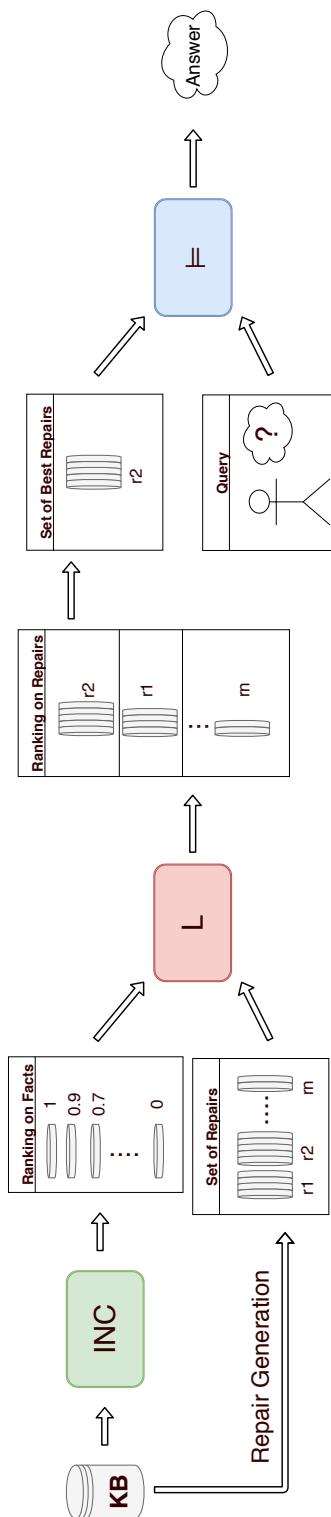 KB
INC
Repair Generation
Ranking on Facts
1
0.9
0.7
....
0
Set of Repairs
r1
r2
....
rn
L
Ranking on Repairs
r2
r1
...
rn
Set of Best Repairs
r2
Query
?
⊨
Answer